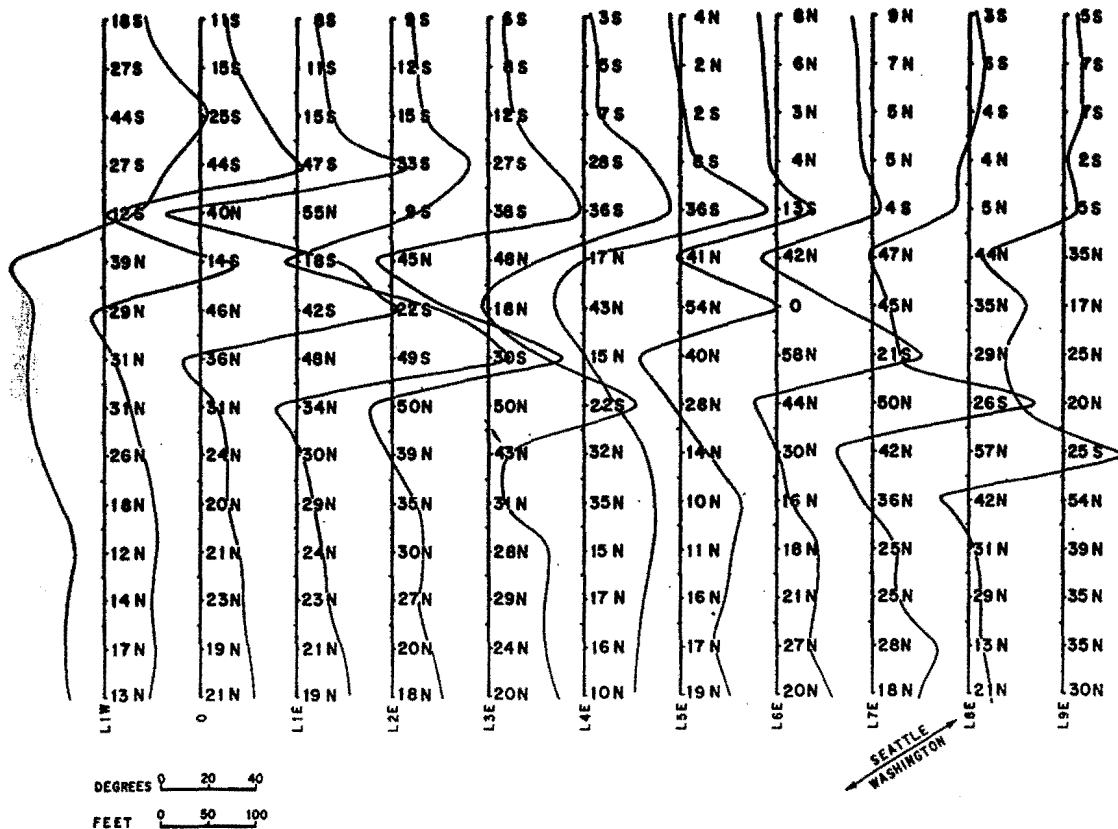 18S 11S 8S 9S 6S 3S 4N 8N 9N 3S 5S
27S 15S 11S 12S 8S 5S 2N 6N 7N 6S 7S
44S 25S 15S 15S 12S 7S 2S 3N 5N 4S 7S
27S 44S 47S 33S 27S 28S 8S 4N 5N 4N 2S
12S 40N 55N 9S 38S 36S 36S 13S 4S 5N 5S
39N 14S 18S 45N 48N 17N 41N 42N 47N 44N 35N
29N 46N 42S 22S 18N 43N 54N 0 45N 35N 17N
31N 36N 48N 49S 30S 15N 40N 58N 21S 29N 25N
31N 31N 34N 50N 50N 22S 28N 44N 50N 26S 20N
26N 24N 30N 39N 43N 32N 14N 30N 42N 57N 25S
18N 20N 29N 35N 31N 35N 10N 16N 36N 42N 54N
12N 21N 24N 30N 28N 15N 11N 18N 25N 31N 39N
14N 23N 23N 27N 29N 17N 16N 21N 25N 29N 35N
17N 19N 21N 20N 24N 16N 17N 27N 28N 13N 35N
13N 21N 19N 18N 20N 10N 19N 20N 18N 21N 30N
L1W 0 L1E L2E L3E L4E L5E L6E L7E L8E L9E
SEATTLE
WASHINGTON
DEGREES 0 20 40
FEET 0 50 100